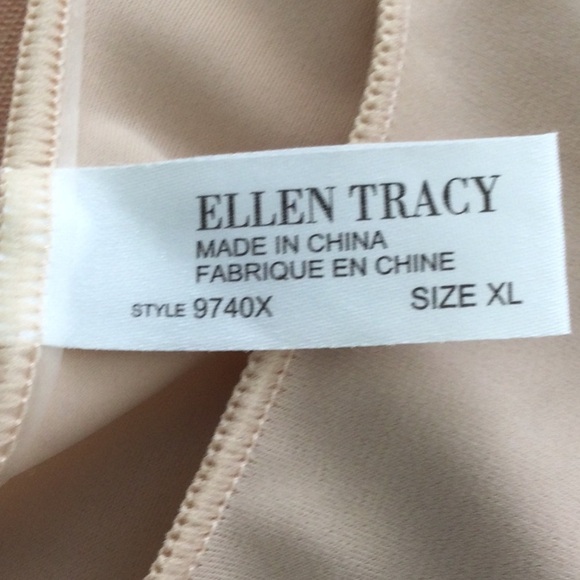 ELLEN TRACY
MADE IN CHINA
FABRIQUE EN CHINE
STYLE 9740X SIZE XL